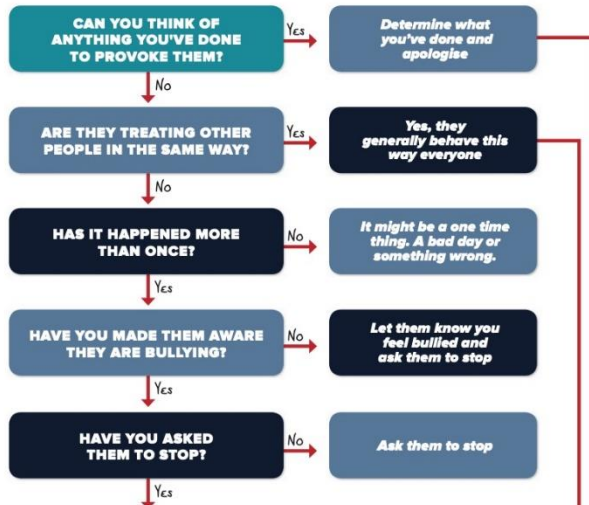 CAN YOU THINK OF
ANYTHING YOU'VE DONE
TO PROVOKE THEM?
Yes
Determine what
you've done and
apologise
No
ARE THEY TREATING OTHER
PEOPLE IN THE SAME WAY?
Yes
Yes, they
generally behave this
way everyone
No
HAS IT HAPPENED MORE
THAN ONCE?
No
It might be a one time
thing. A bad day or
something wrong.
Yes
HAVE YOU MADE THEM AWARE
THEY ARE BULLYING?
No
Let them know you
feel bullied and
ask them to stop
Yes
HAVE YOU ASKED
THEM TO STOP?
No
Ask them to stop
Yes